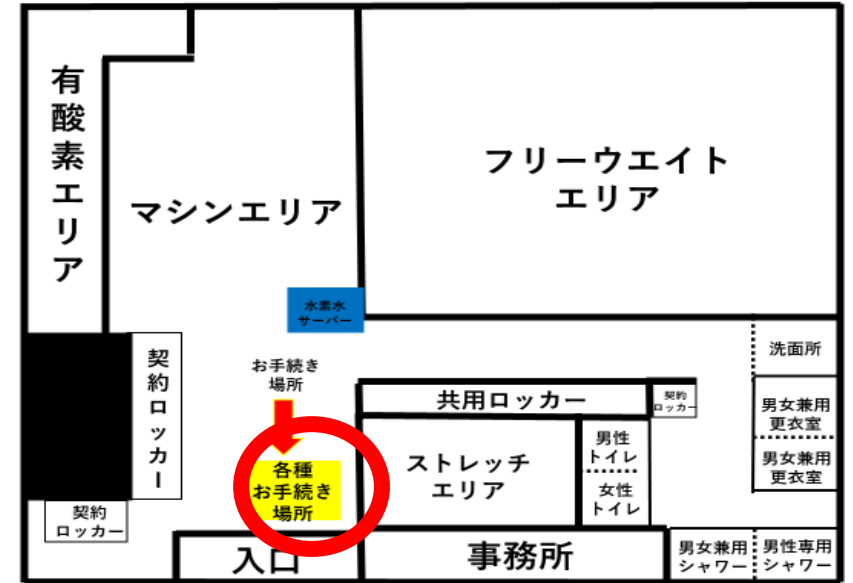 有酸素エリア
マシンエリア
フリーウエイト
エリア
水素水
サーバー
契約ロッカー
お手続き
場所
共用ロッカー
契約
ロッカー
洗面所
男女兼用
更衣室
男女兼用
更衣室
各種
お手続き
場所
ストレッチ
エリア
男性
トイレ
女性
トイレ
契約
ロッカー
入口
事務所
男女兼用
シャワー
男性専用
シャワー